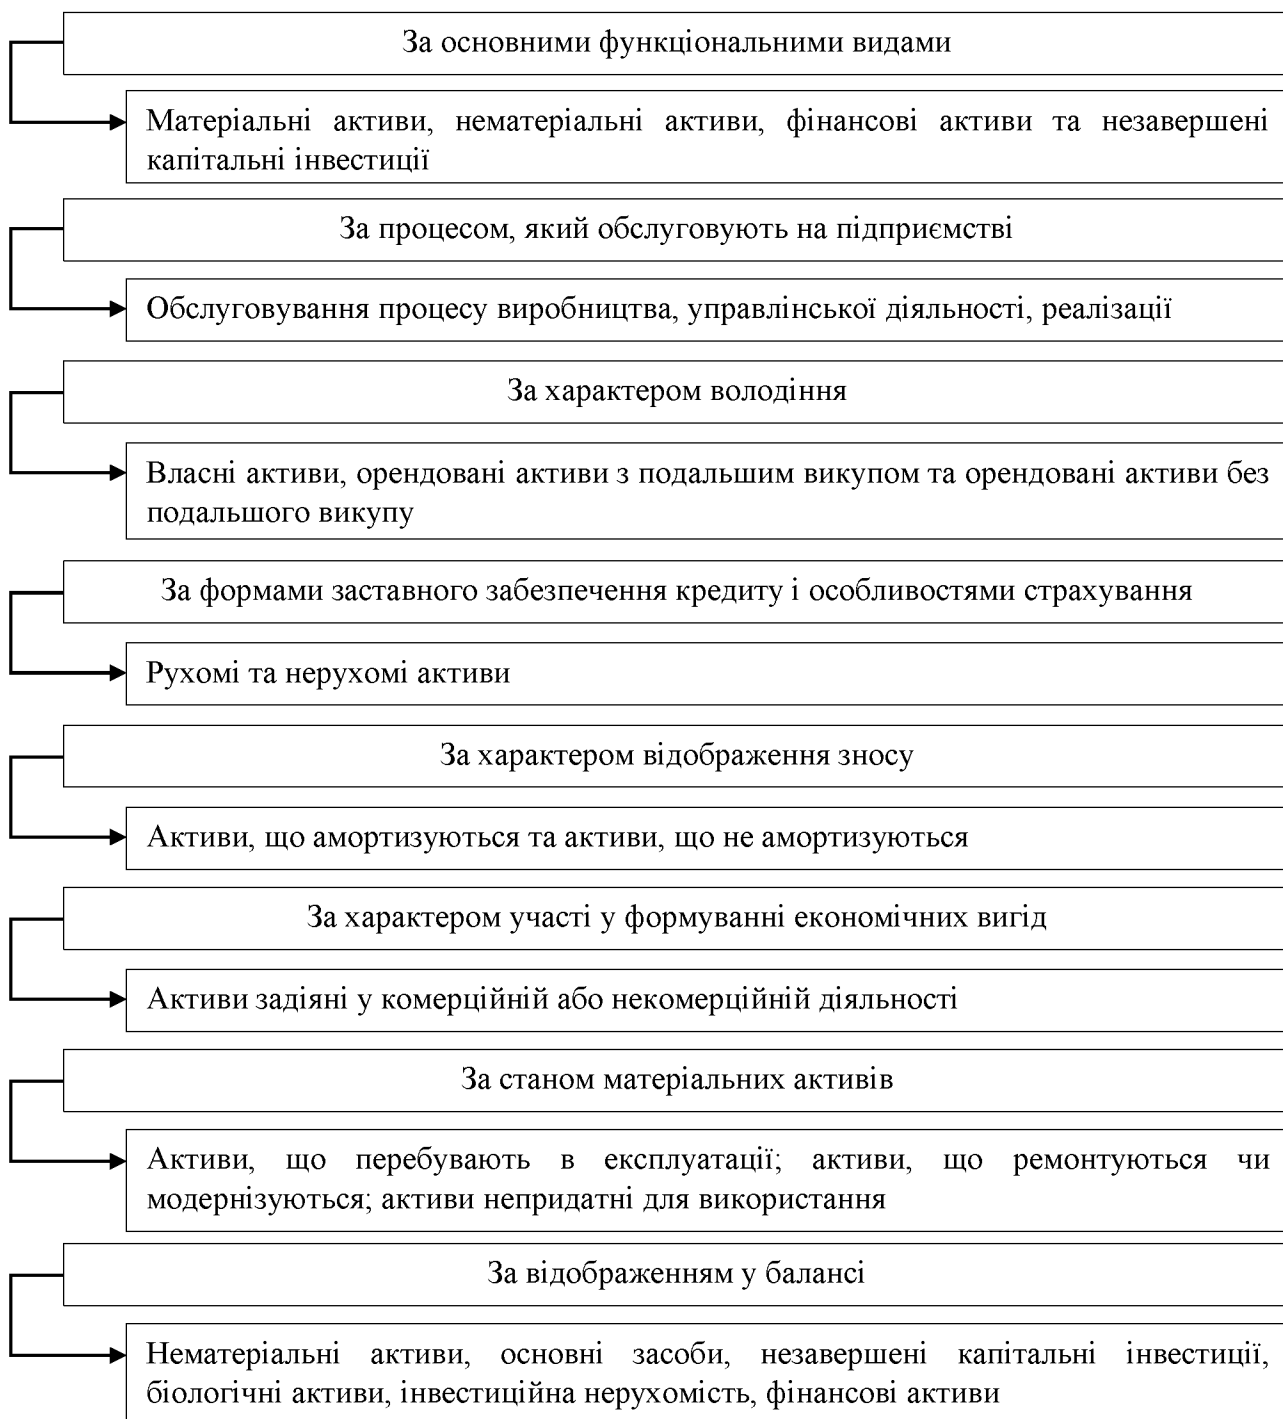 За основними функціональними видами
Матеріальні активи, нематеріальні активи, фінансові активи та незавершені
капітальні інвестиції
За процесом, який обслуговують на підприємстві
Обслуговування процесу виробництва, управлінської діяльності, реалізації
За характером володіння
Власні активи, орендовані активи з подальшим викупом та орендовані активи без
подальшого викупу
За формами заставного забезпечення кредиту і особливостями страхування
Рухомі та нерухомі активи
За характером відображення зносу
Активи, що амортизуються та активи, що не амортизуються
За характером участі у формуванні економічних вигід
Активи задіяні у комерційній або некомерційній діяльності
За станом матеріальних активів
Активи, що перебувають в експлуатації; активи, що ремонтуються чи
модернізуються; активи непридатні для використання
За відображенням у балансі
Нематеріальні активи, основні засоби, незавершені капітальні інвестиції,
біологічні активи, інвестиційна нерухомість, фінансові активи